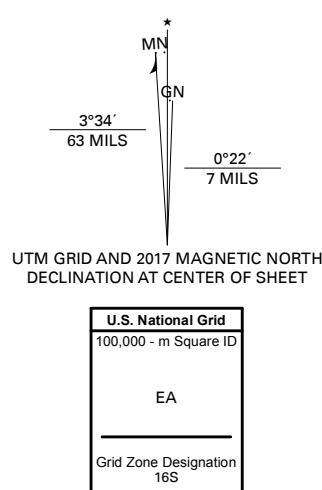 MN
GN
3°34´
63 MILS
0°22´
7 MILS
UTM GRID AND 2017 MAGNETIC NORTH
DECLINATION AT CENTER OF SHEET
U.S. National Grid
100,000 - m Square ID
EA
Grid Zone Designation
16S